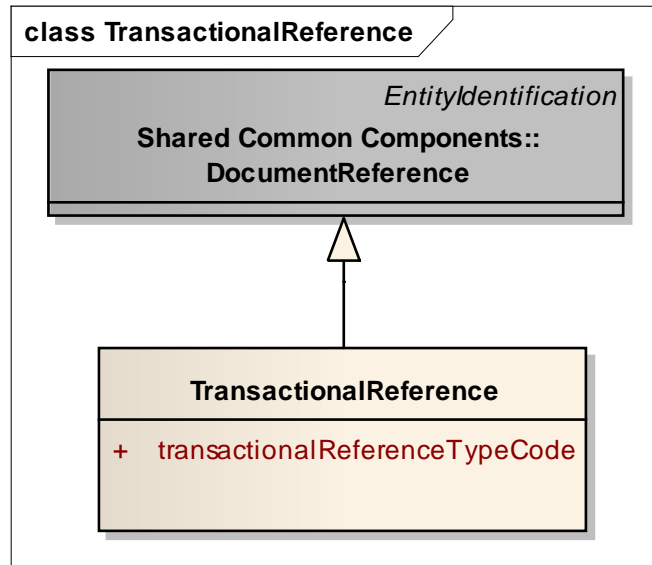 class TransactionalReference
EntityIdentification
Shared Common Components::
DocumentReference
TransactionalReference
+ transactionalReferenceTypeCode